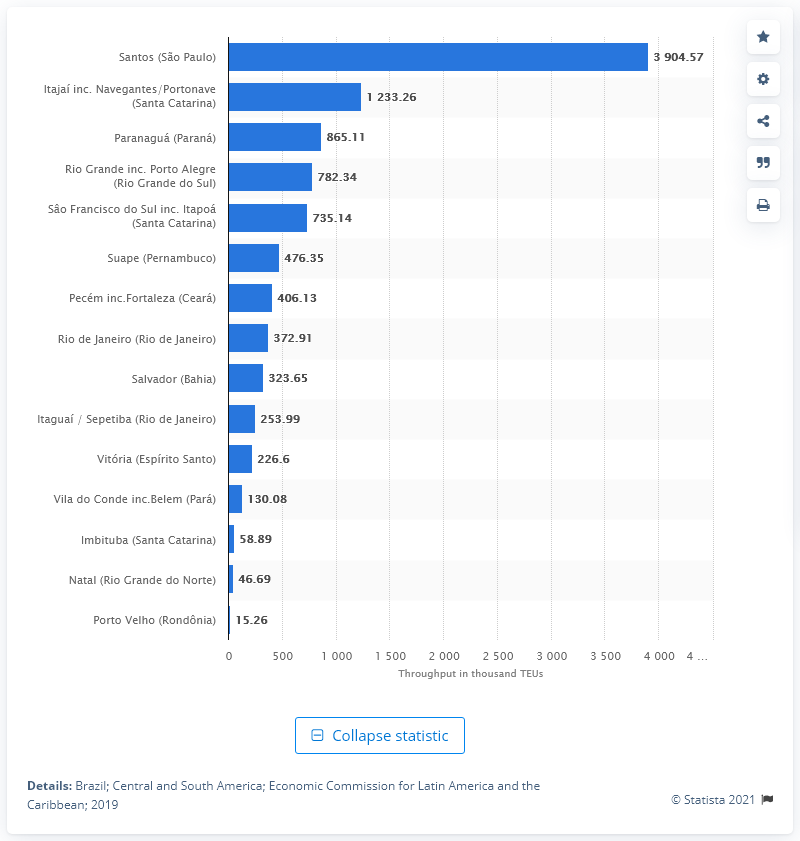 Santos (São Paulo)
3 904.57
Itajaí inc. Navegantes/Portonave
(Santa Catarina)
1 233.26
Paranaguá (Paraná)
865.11
Rio Grande inc. Porto Alegre
(Rio Grande do Sul)
782.34
Sâo Francisco do Sul inc. Itapoá
(Santa Catarina)
735.14
Suape (Pernambuco)
476.35
Pecém inc.Fortaleza (Ceará)
406.13
Rio de Janeiro (Rio de Janeiro)
372.91
Salvador (Bahia)
323.65
Itaguaí / Sepetiba (Rio de Janeiro)
253.99
Vitória (Espírito Santo)
226.6
Vila do Conde inc.Belem (Pará)
130.08
Imbituba (Santa Catarina)
58.89
Natal (Rio Grande do Norte)
46.69
Porto Velho (Rondônia)
15.26
0 500 1 000 1 500 2 000 2 500 3 000 3 500 4 000 4 ...
Throughput in thousand TEUs
Collapse statistic
Details: Brazil; Central and South America; Economic Commission for Latin America and the
Caribbean; 2019
© Statista 2021